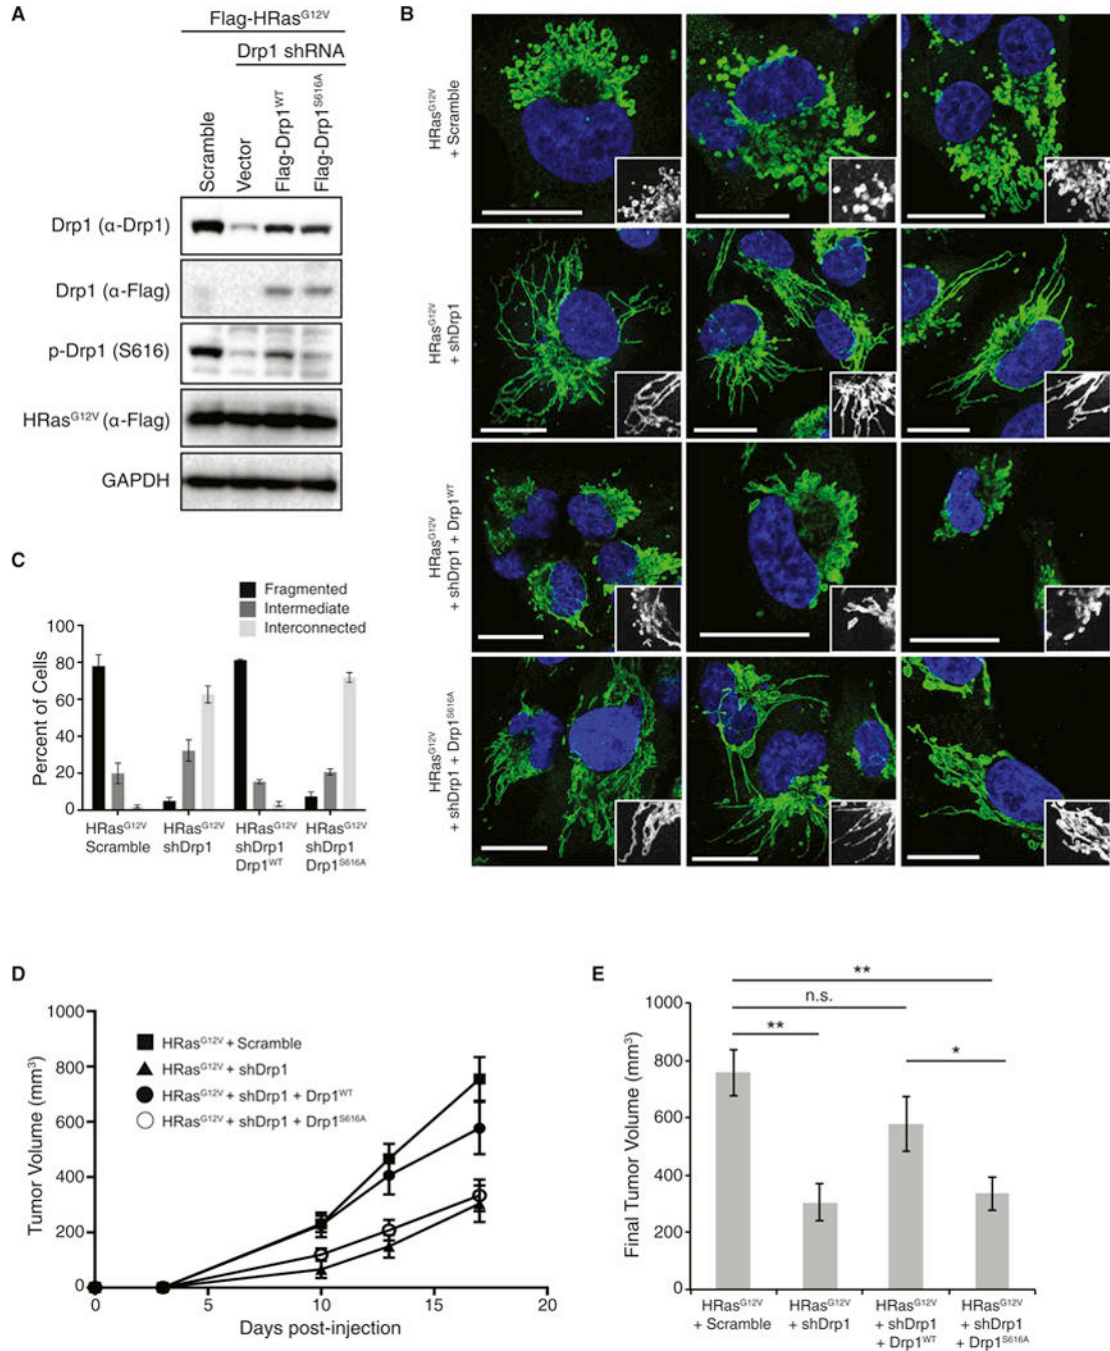 A
Flag-HRasG12V
Drp1 shRNA
Scramble
Vector
Flag-Drp1WT
Flag-Drp1S616A
Drp1 (α-Drp1)
Drp1 (α-Flag)
p-Drp1 (S616)
HRasG12V (α-Flag)
GAPDH
B
HRasG12V
+ Scramble
HRasG12V
+ shDrp1
HRasG12V
+ shDrp1 + Drp1WT
HRasG12V
+ shDrp1 + Drp1S616A
C
Fragmented
Intermediate
Interconnected
Percent of Cells
100
80
60
40
20
0
HRasG12V
Scramble
HRasG12V
shDrp1
HRasG12V
shDrp1
Drp1WT
HRasG12V
shDrp1
Drp1S616A
D
Tumor Volume (mm3)
1000
800
600
400
200
0
HRasG12V + Scramble
HRasG12V + shDrp1
HRasG12V + shDrp1 + Drp1WT
HRasG12V + shDrp1 + Drp1S616A
0 5 10 15 20
Days post-injection
E
Final Tumor Volume (mm3)
1000
800
600
400
200
0
**
n.s.
**
*
HRasG12V
+ Scramble
HRasG12V
+ shDrp1
HRasG12V
+ shDrp1
+ Drp1WT
HRasG12V
+ shDrp1
+ Drp1S616A